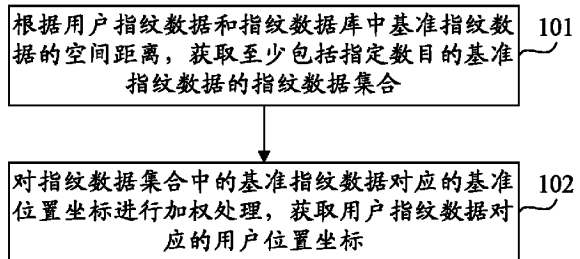 根据用户指纹数据和指纹数据库中基准指纹数
据的空间距离，获取至少包括指定数目的基准
指纹数据的指纹数据集合
101
对指纹数据集合中的基准指纹数据对应的基准
位置坐标进行加权处理，获取用户指纹数据对
应的用户位置坐标
102